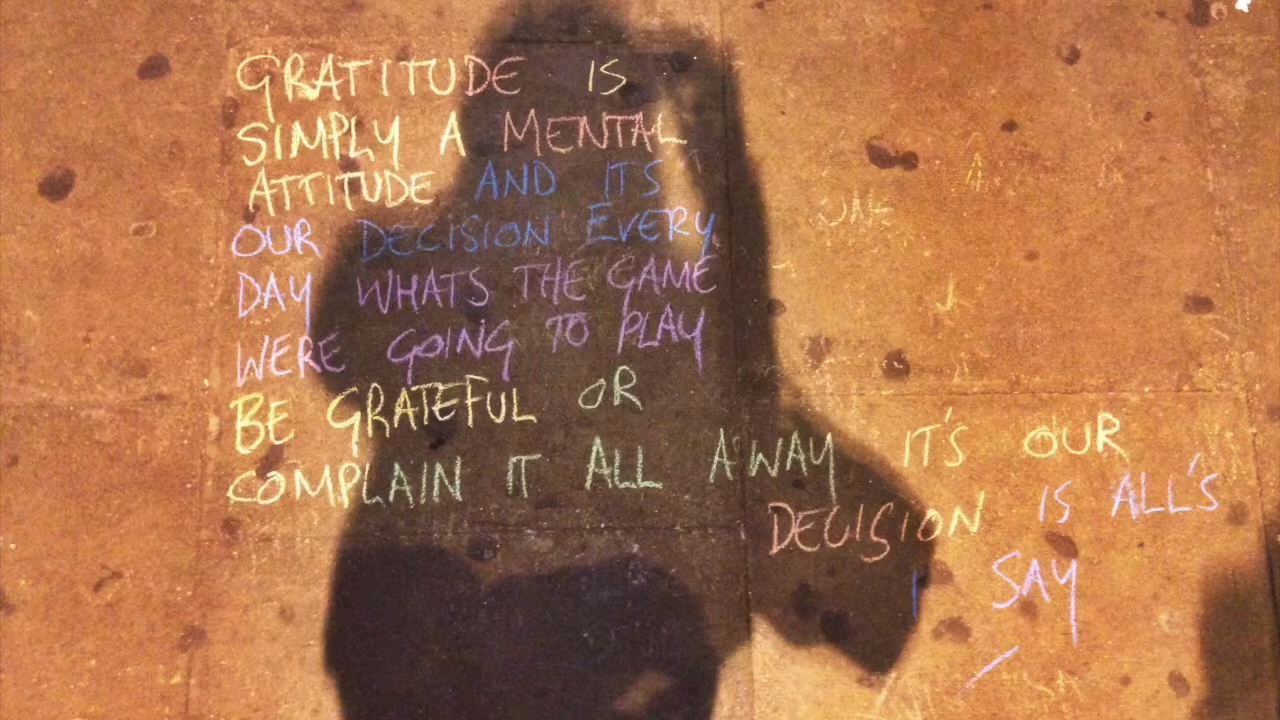 GRATITUDE IS
SIMPLY A MENTAL
ATTITUDE AND ITS
OUR DECISION EVERY
DAY WHATS THE GAME
WERE GOING TO PLAY
BE GRATEFUL OR
COMPLAIN IT ALL AWAY IT'S OUR
DECISION IS ALL'S
I SAY